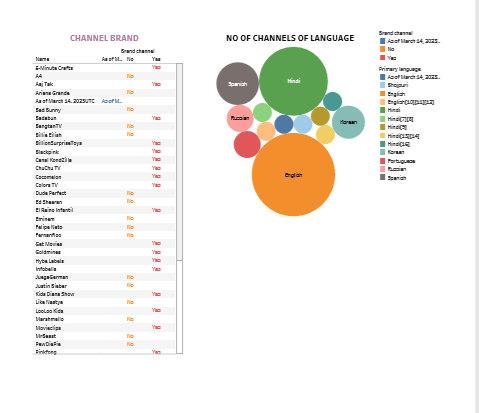 CHANNEL BRAND
Brand channel
Name As of M.. No Yes
5-Minute Crafts Yes
A4 No
Aaj Tak Yes
Ariana Grande No
As of March 14, 2023UTC As of M..
Bad Bunny No
Badabun Yes
BangtanTV No
Billie Eilish No
BillionSurpriseToys Yes
Blackpink Yes
Canal KondZilla Yes
ChuChu TV Yes
Cocomelon Yes
Colors TV Yes
Dude Perfect No
Ed Sheeran No
El Reino Infantil Yes
Eminem No
Felipe Neto No
Fernanfloo No
Get Movies Yes
Goldmines Yes
Hybe Labels Yes
Infobells Yes
JuegaGerman No
Justin Bieber No
Kids Diana Show Yes
Like Nastya No
LooLoo Kids Yes
Marshmello No
Movieclips Yes
MrBeast No
PewDiePie No
Pinkfong Yes
NO OF CHANNELS OF LANGUAGE
Hindi
Spanish
Russian
Korean
English
Brand channel
As of March 14, 2023..
No
Yes
Primary language
As of March 14, 2023..
Bhojpuri
English
English[10][11][12]
Hindi
Hindi[7][8]
Hindi[9]
Hindi[13][14]
Hindi[16]
Korean
Portuguese
Russian
Spanish